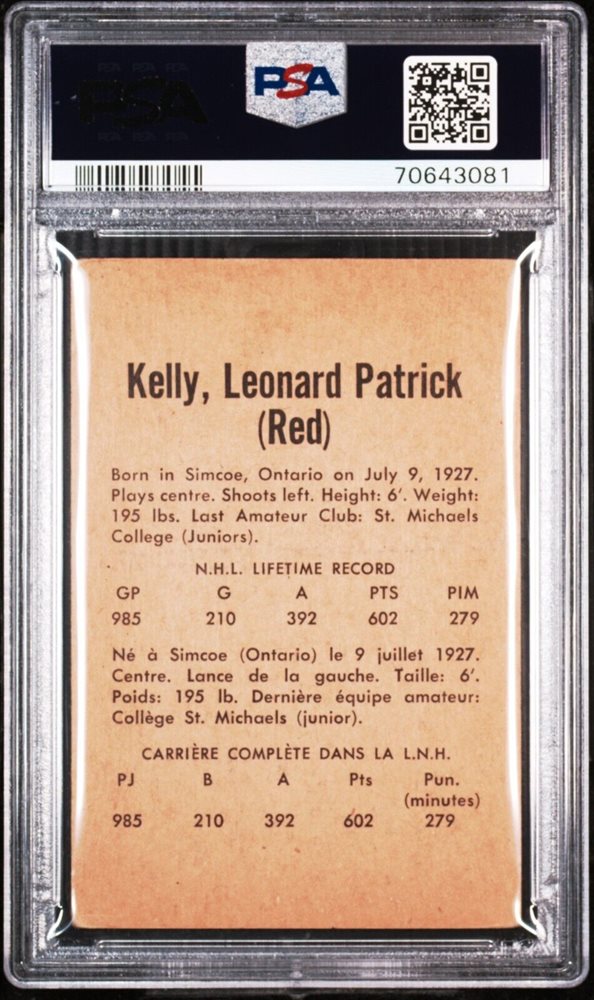 PSA
PSA
70643081
Kelly, Leonard Patrick
(Red)
Born in Simcoe, Ontario on July 9, 1927.
Plays centre. Shoots left. Height: 6'. Weight:
195 lbs. Last Amateur Club: St. Michaels
College (Juniors).
N.H.L. LIFETIME RECORD
GP G A PTS PIM
985 210 392 602 279
Né à Simcoe (Ontario) le 9 juillet 1927.
Centre. Lance de la gauche. Taille: 6'.
Poids: 195 lb. Dernière équipe amateur:
Collège St. Michaels (junior).
CARRIÈRE COMPLÈTE DANS LA L.N.H.
PJ B A Pts Pun.
(minutes)
985 210 392 602 279